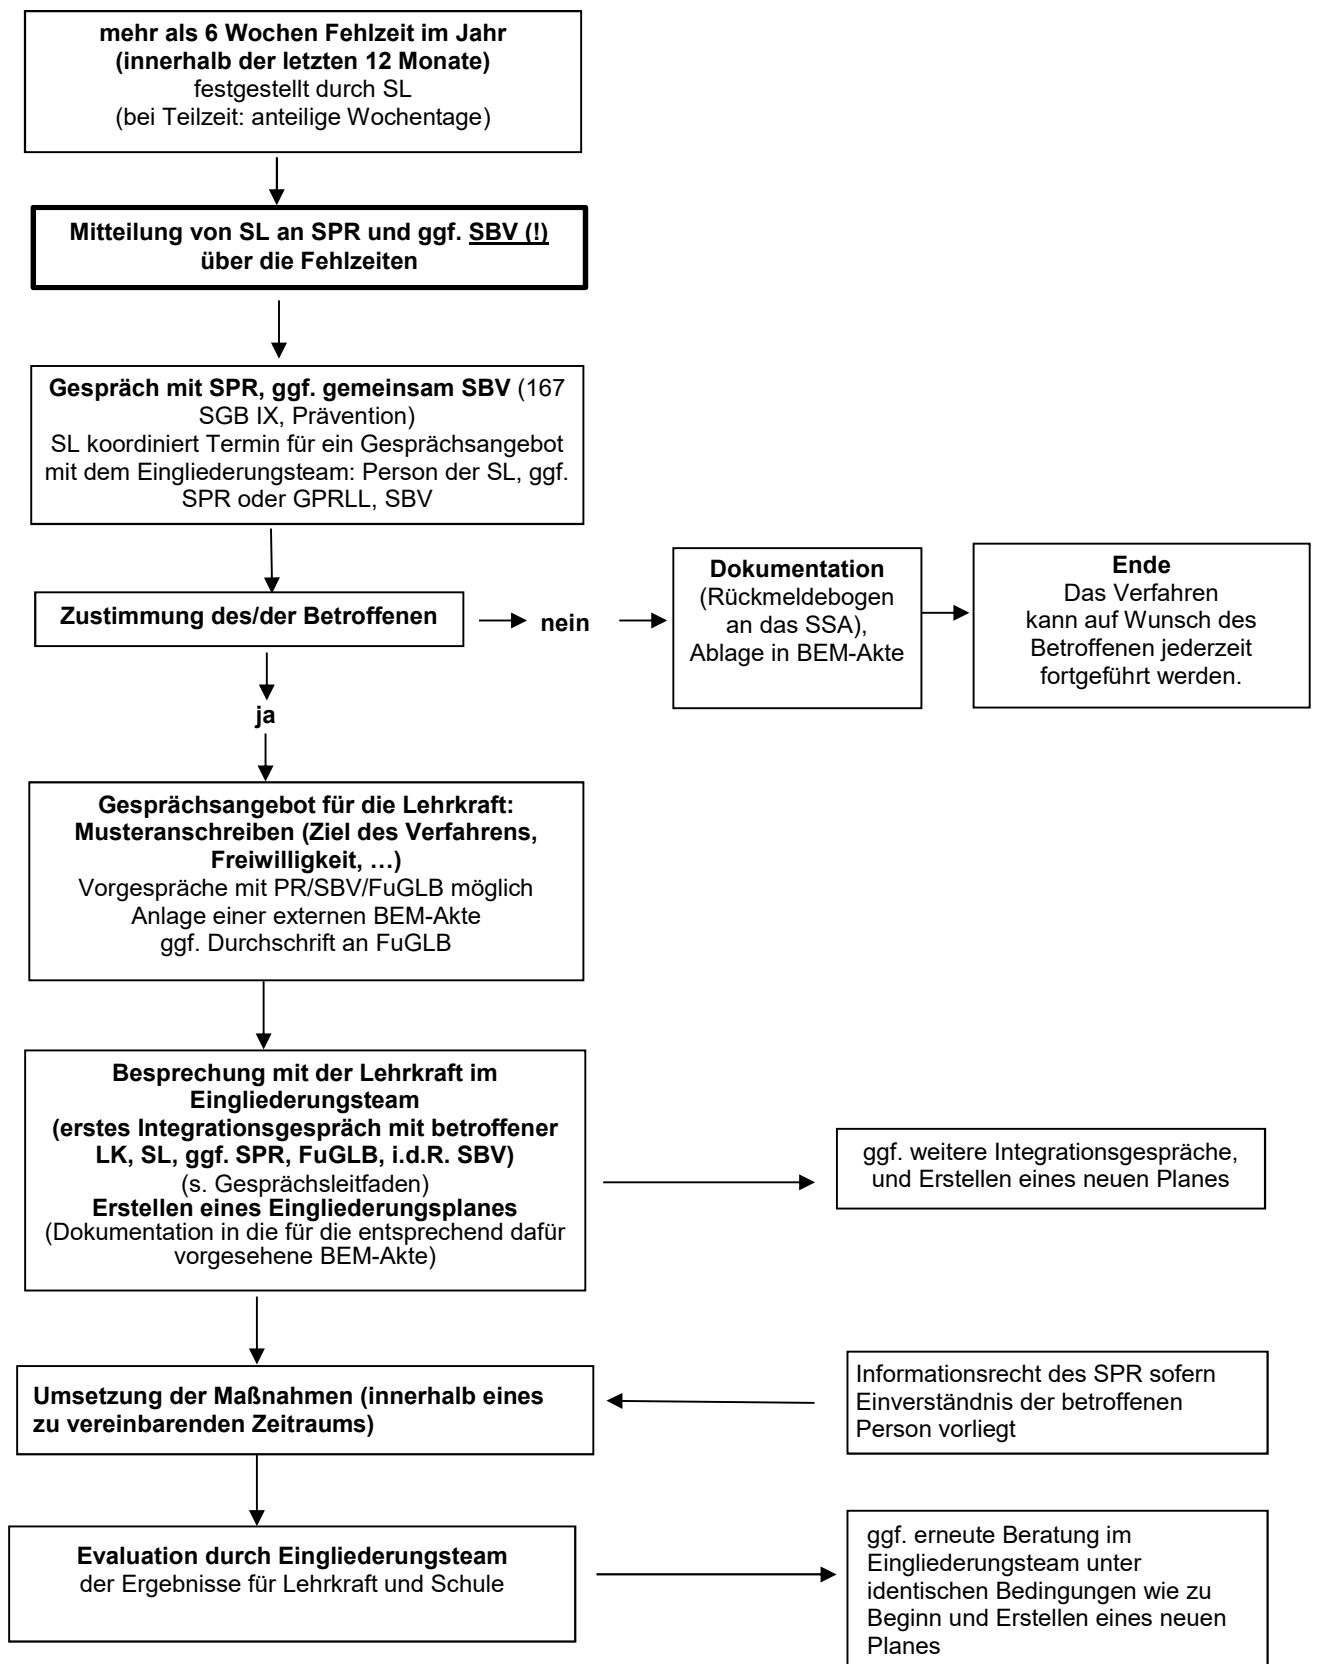 mehr als 6 Wochen Fehlzeit im Jahr
(innerhalb der letzten 12 Monate)
festgestellt durch SL
(bei Teilzeit: anteilige Wochentage)
Mitteilung von SL an SPR und ggf. SBV (!)
über die Fehlzeiten
Gespräch mit SPR, ggf. gemeinsam SBV (167
SGB IX, Prävention)
SL koordiniert Termin für ein Gesprächsangebot
mit dem Eingliederungsteam: Person der SL, ggf.
SPR oder GPRLL, SBV
Zustimmung des/der Betroffenen
nein
Dokumentation
(Rückmeldebogen
an das SSA),
Ablage in BEM-Akte
Ende
Das Verfahren
kann auf Wunsch des
Betroffenen jederzeit
fortgeführt werden.
ja
Gesprächsangebot für die Lehrkraft:
Musteranschreiben (Ziel des Verfahrens,
Freiwilligkeit, …)
Vorgespräche mit PR/SBV/FuGLB möglich
Anlage einer externen BEM-Akte
ggf. Durchschrift an FuGLB
Besprechung mit der Lehrkraft im
Eingliederungsteam
(erstes Integrationsgespräch mit betroffener
LK, SL, ggf. SPR, FuGLB, i.d.R. SBV)
(s. Gesprächsleitfaden)
Erstellen eines Eingliederungsplanes
(Dokumentation in die für die entsprechend dafür
vorgesehene BEM-Akte)
ggf. weitere Integrationsgespräche,
und Erstellen eines neuen Planes
Umsetzung der Maßnahmen (innerhalb eines
zu vereinbarenden Zeitraums)
Informationsrecht des SPR sofern
Einverständnis der betroffenen
Person vorliegt
Evaluation durch Eingliederungsteam
der Ergebnisse für Lehrkraft und Schule
ggf. erneute Beratung im
Eingliederungsteam unter
identischen Bedingungen wie zu
Beginn und Erstellen eines neuen
Planes